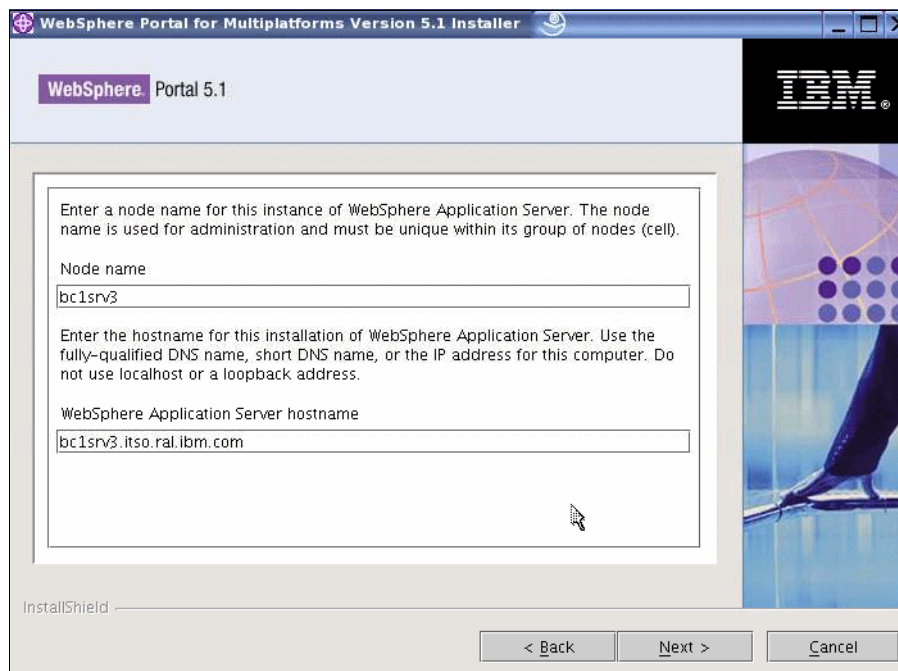 WebSphere Portal for Multiplatforms Version 5.1 Installer
WebSphere. Portal 5.1
IBM®
Enter a node name for this instance of WebSphere Application Server. The node
name is used for administration and must be unique within its group of nodes (cell).
Node name
bc1srv3
Enter the hostname for this installation of WebSphere Application Server. Use the
fully-qualified DNS name, short DNS name, or the IP address for this computer. Do
not use localhost or a loopback address.
WebSphere Application Server hostname
bc1srv3.itso.ral.ibm.com
InstallShield
< Back
Next >
Cancel